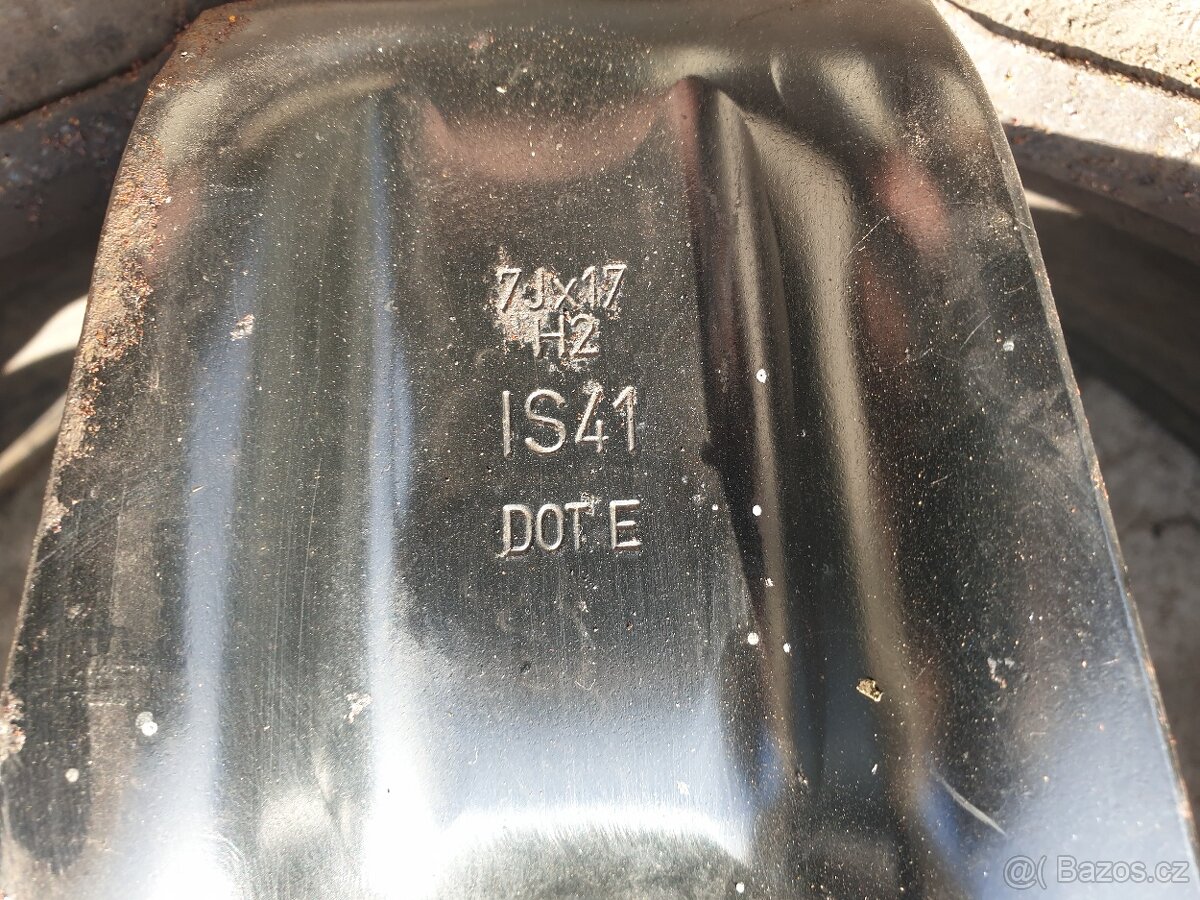 7Jx17
H2
IS41
DOT E
@( Bazos.cz